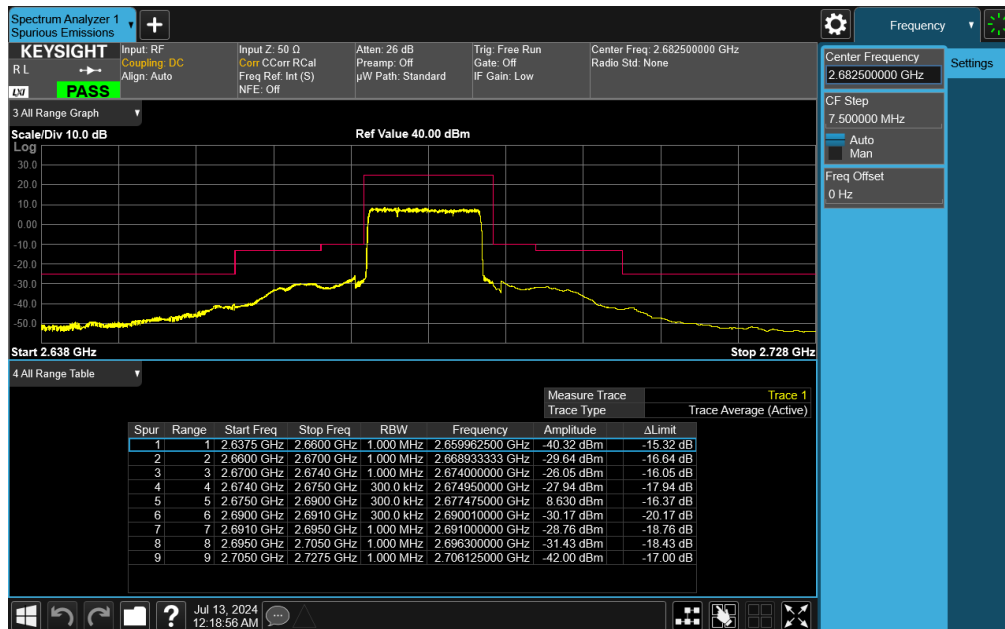 Spectrum Analyzer 1
Spurious Emissions
Frequency
KEYSIGHT
R L
LXI
PASS
Input: RF
Coupling: DC
Align: Auto
Input Z: 50 Ω
Corr CCorr RCal
Freq Ref: Int (S)
NFE: Off
Atten: 26 dB
Preamp: Off
µW Path: Standard
Trig: Free Run
Gate: Off
IF Gain: Low
Center Freq: 2.682500000 GHz
Radio Std: None
Center Frequency
2.682500000 GHz
Settings
CF Step
7.500000 MHz
Auto
Man
Freq Offset
0 Hz
3 All Range Graph
Scale/Div 10.0 dB
Ref Value 40.00 dBm
Log
30.0
20.0
10.0
0.00
-10.0
-20.0
-30.0
-40.0
-50.0
Start 2.638 GHz
Stop 2.728 GHz
4 All Range Table
Measure Trace Trace 1
Trace Type Trace Average (Active)
Spur Range Start Freq Stop Freq RBW Frequency Amplitude ΔLimit
1 1 2.6375 GHz 2.6600 GHz 1.000 MHz 2.659962500 GHz -40.32 dBm -15.32 dB
2 2 2.6600 GHz 2.6700 GHz 1.000 MHz 2.668933333 GHz -29.64 dBm -16.64 dB
3 3 2.6700 GHz 2.6740 GHz 1.000 MHz 2.674000000 GHz -26.05 dBm -16.05 dB
4 4 2.6740 GHz 2.6750 GHz 300.0 kHz 2.674950000 GHz -27.94 dBm -17.94 dB
5 5 2.6750 GHz 2.6900 GHz 300.0 kHz 2.677475000 GHz 8.630 dBm -16.37 dB
6 6 2.6900 GHz 2.6910 GHz 300.0 kHz 2.690010000 GHz -30.17 dBm -20.17 dB
7 7 2.6910 GHz 2.6950 GHz 1.000 MHz 2.691000000 GHz -28.76 dBm -18.76 dB
8 8 2.6950 GHz 2.7050 GHz 1.000 MHz 2.696300000 GHz -31.43 dBm -18.43 dB
9 9 2.7050 GHz 2.7275 GHz 1.000 MHz 2.706125000 GHz -42.00 dBm -17.00 dB
Jul 13, 2024
12:18:56 AM